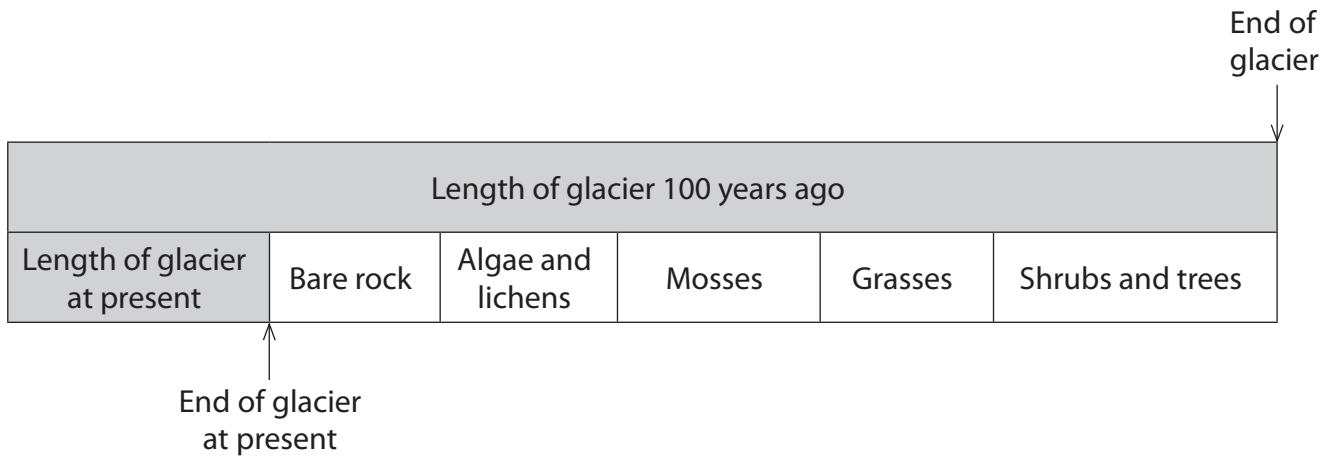 End of
glacier
Length of glacier 100 years ago
Length of glacier
at present
Bare rock
Algae and
lichens
Mosses
Grasses
Shrubs and trees
End of glacier
at present